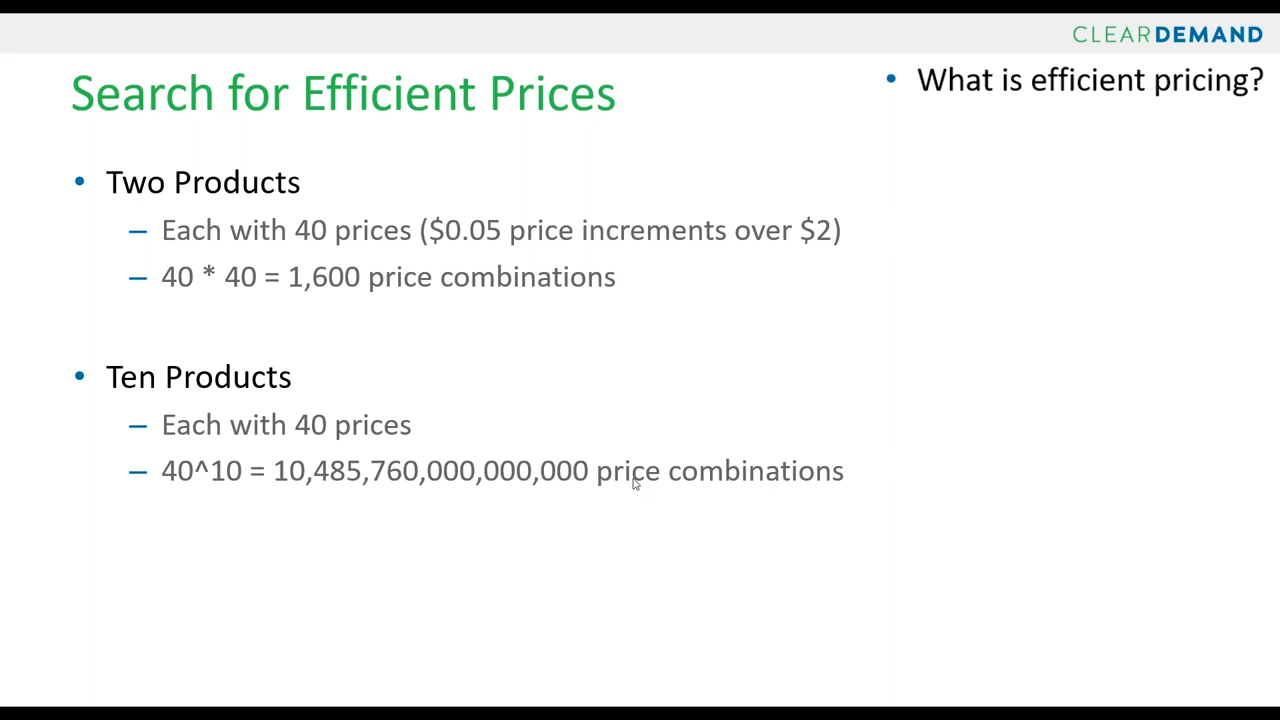 CLEARDEMAND
Search for Efficient Prices
• What is efficient pricing?
• Two Products
– Each with 40 prices ($0.05 price increments over $2)
– 40 * 40 = 1,600 price combinations
• Ten Products
– Each with 40 prices
– 40^10 = 10,485,760,000,000,000 price combinations